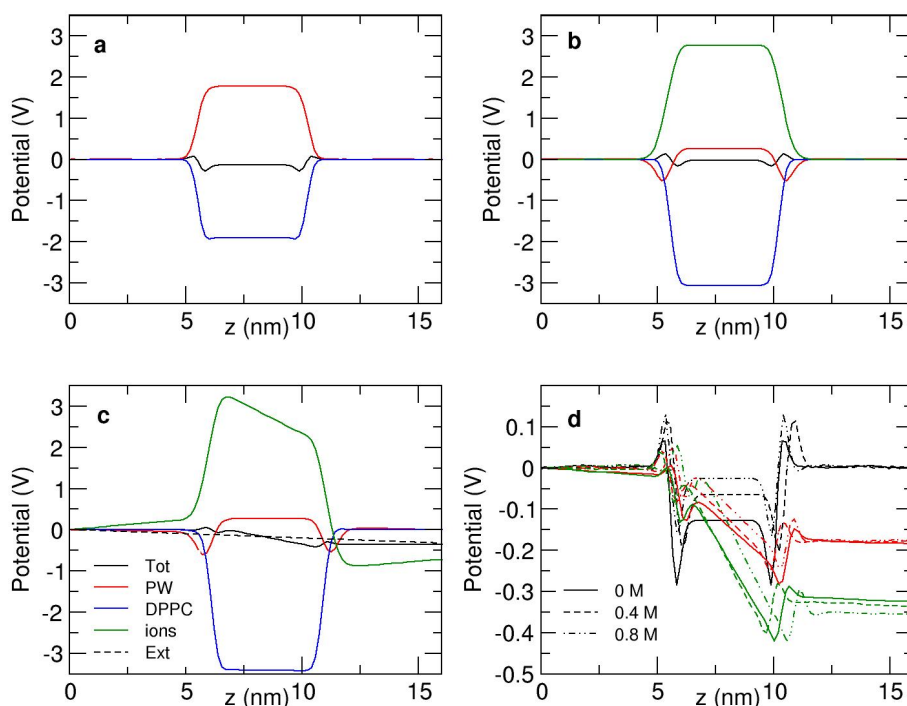 a
Potential (V)
3
2
1
0
-1
-2
-3
0
5
10
15
z (nm)
b
Potential (V)
3
2
1
0
-1
-2
-3
0
5
10
15
z (nm)
c
Potential (V)
3
2
1
0
-1
-2
-3
Tot
PW
DPPC
ions
Ext
0
5
10
15
z (nm)
d
Potential (V)
0.1
0
-0.1
-0.2
-0.3
-0.4
-0.5
0 M
0.4 M
0.8 M
0
5
10
15
z (nm)